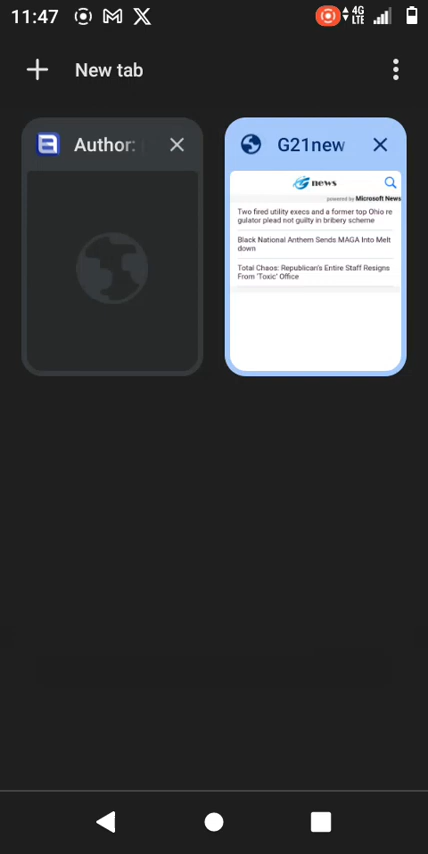 11:47
4G
LTE
New tab
Author:
G21new
news
powered by Microsoft News
Two fired utility execs and a former top Ohio re
gulator plead not guilty in bribery scheme
Black National Anthem Sends MAGA Into Melt
down
Total Chaos: Republican's Entire Staff Resigns
From 'Toxic' Office